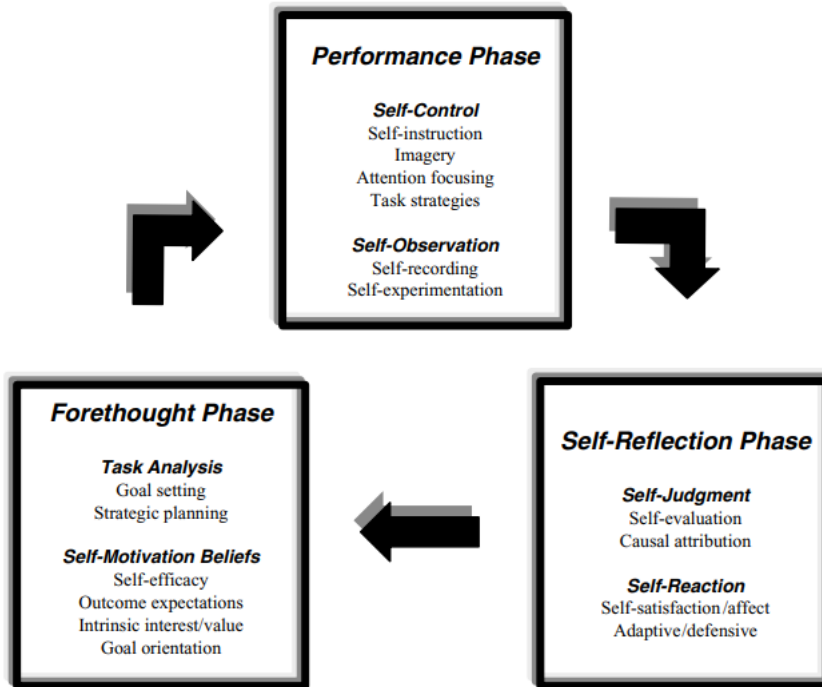 Performance Phase
Self-Control
Self-instruction
Imagery
Attention focusing
Task strategies
Self-Observation
Self-recording
Self-experimentation
Forethought Phase
Task Analysis
Goal setting
Strategic planning
Self-Motivation Beliefs
Self-efficacy
Outcome expectations
Intrinsic interest/value
Goal orientation
Self-Reflection Phase
Self-Judgment
Self-evaluation
Causal attribution
Self-Reaction
Self-satisfaction/affect
Adaptive/defensive